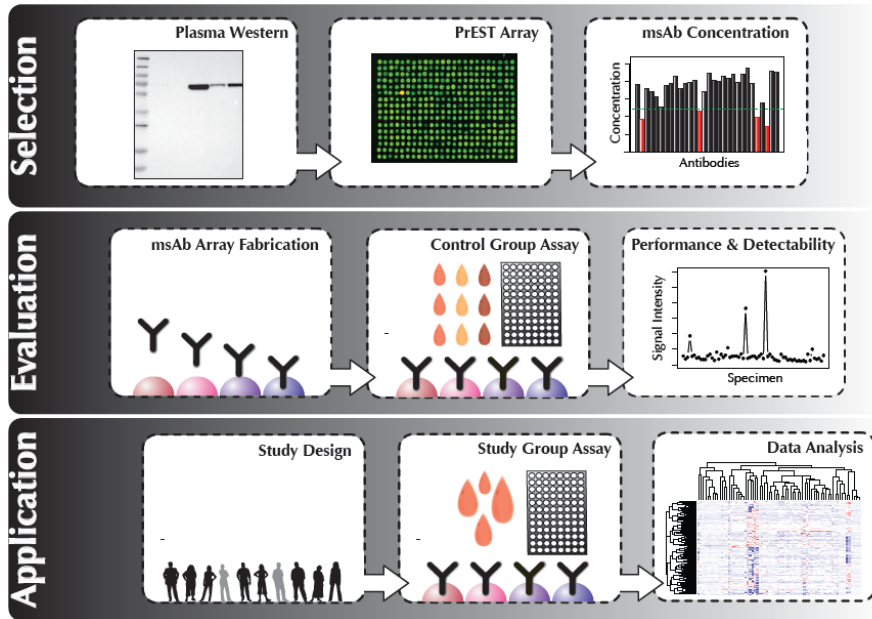 Selection
Plasma Western
PrEST Array
msAb Concentration
Concentration
Antibodies
Evaluation
msAb Array Fabrication
Control Group Assay
Performance & Detectability
Signal Intensity
Specimen
Application
Study Design
Study Group Assay
Data Analysis